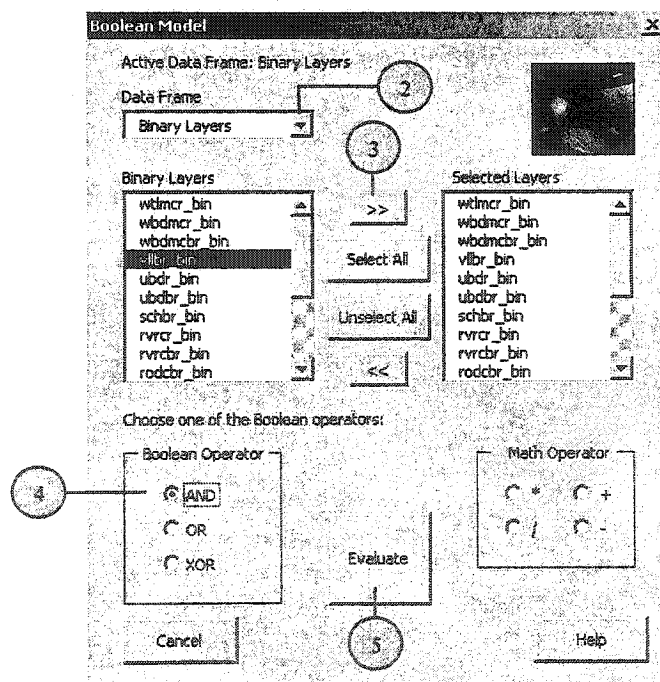 Boolean Model
Active Data Frame: Binary Layers
2
Data Frame
Binary Layers
3
Binary Layers
wtlmcr_bin
wbdmcr_bin
wbdmcbr_bin
vllbr_bin
ubdr_bin
ubdbr_bin
schbr_bin
rvrcr_bin
rvrcbr_bin
rodcbr_bin
>>
Select All
Unselect All
<<
Selected Layers
wtlmcr_bin
wbdmcr_bin
wbdmcbr_bin
vllbr_bin
ubdr_bin
ubdbr_bin
schbr_bin
rvrcr_bin
rvrcbr_bin
rodcbr_bin
Choose one of the Boolean operators:
Boolean Operator
4
AND
OR
XOR
Evaluate
5
Math Operator
* +
/ -
Cancel
Help